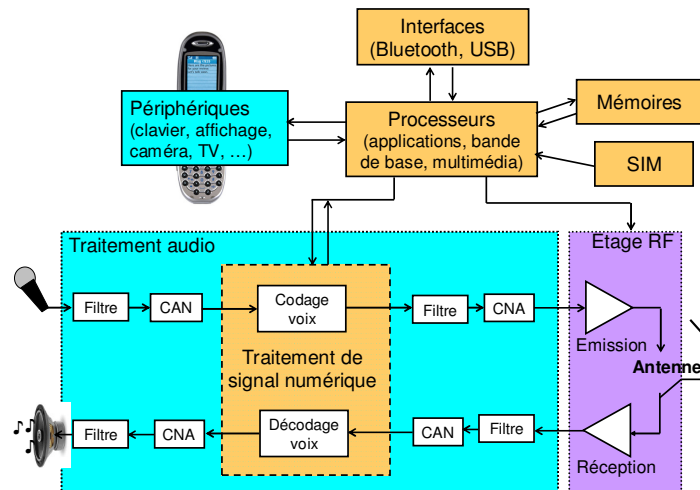 Interfaces
(Bluetooth, USB)
Périphériques
(clavier, affichage,
caméra, TV, …)
Processeurs
(applications, bande
de base, multimédia)
Mémoires
SIM
Traitement audio
Etage RF
Filtre
CAN
Codage
voix
Filtre
CNA
Emission
Traitement de
signal numérique
Antenne
Filtre
CNA
Décodage
voix
CAN
Filtre
Réception